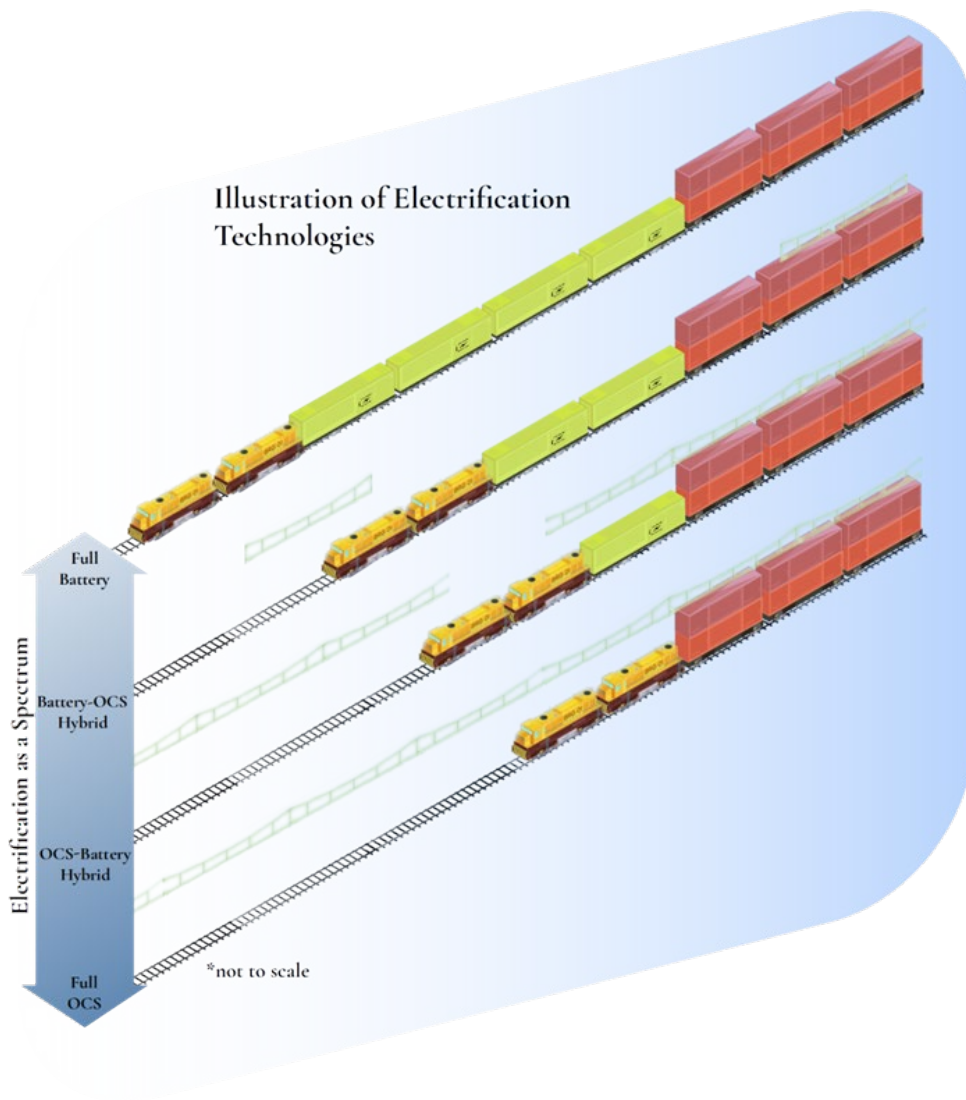 Illustration of Electrification
Technologies
Electrification as a Spectrum
Full
Battery
Battery-OCS
Hybrid
OCS-Battery
Hybrid
Full
OCS
*not to scale